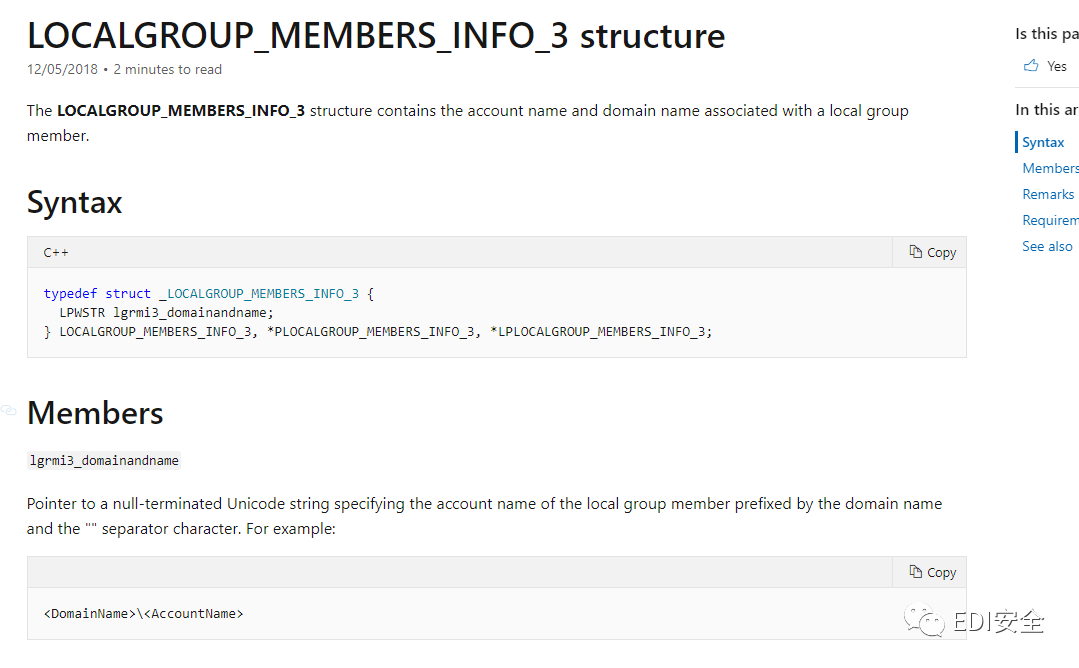 LOCALGROUP_MEMBERS_INFO_3 structure
12/05/2018 • 2 minutes to read
The LOCALGROUP_MEMBERS_INFO_3 structure contains the account name and domain name associated with a local group
member.
Syntax
C++
Copy
typedef struct _LOCALGROUP_MEMBERS_INFO_3 {
  LPWSTR lgrmi3_domainandname;
} LOCALGROUP_MEMBERS_INFO_3, *PLOCALGROUP_MEMBERS_INFO_3, *LPLOCALGROUP_MEMBERS_INFO_3;
Members
lgrmi3_domainandname
Pointer to a null-terminated Unicode string specifying the account name of the local group member prefixed by the domain name
and the "" separator character. For example:
Copy
<DomainName>\<AccountName>
Is this pa
Yes
In this ar
Syntax
Members
Remarks
Requirem
See also
EDI安全